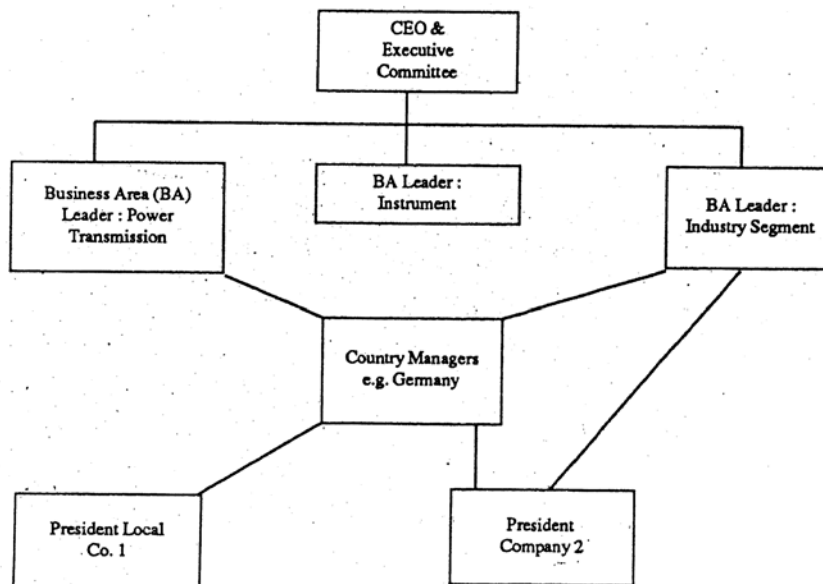 CEO &
Executive
Committee
Business Area (BA)
Leader : Power
Transmission
BA Leader :
Instrument
BA Leader :
Industry Segment
Country Managers
e.g. Germany
President Local
Co. 1
President
Company 2